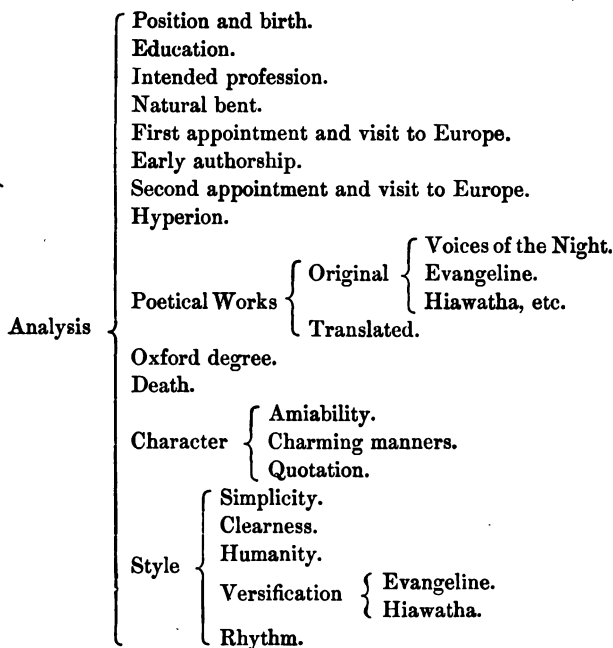 Position and birth.
Education.
Intended profession.
Natural bent.
First appointment and visit to Europe.
Early authorship.
Second appointment and visit to Europe.
Hyperion.
Voices of the Night.
Original
Evangeline.
Poetical Works
Hiawatha, etc.
Translated.
Analysis
Oxford degree.
Death.
Amiability.
Character
Charming manners.
Quotation.
Simplicity.
Clearness.
Humanity.
Style
Versification
Evangeline.
Hiawatha.
Rhythm.